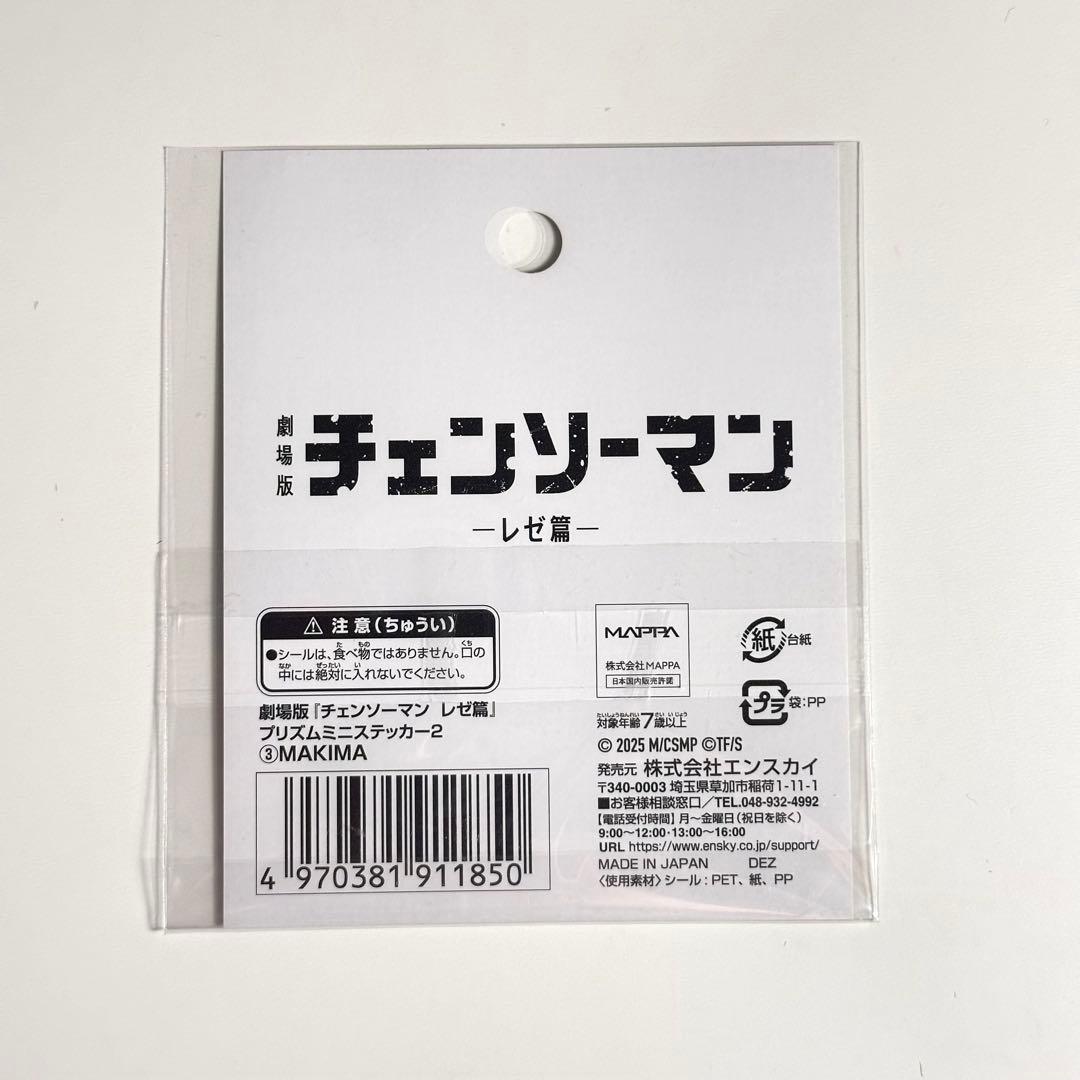 劇場版
チェンソーマン
—レゼ篇—
⚠ 注意(ちゅうい)
●シールは、食べ物ではありません。口の
中には絶対に入れないでください。
劇場版『チェンソーマン レゼ篇』
プリズムミニステッカー2
③MAKIMA
4 970381 911850
MAPPA
株式会社MAPPA
日本国内販売許諾
紙 台紙
プラ 袋:PP
対象年齢7歳以上
© 2025 M/CSMP ©TF/S
発売元 株式会社エンスカイ
〒340-0003 埼玉県草加市稲荷1-11-1
■お客様相談窓口/TEL.048-932-4992
【電話受付時間】月〜金曜日(祝日を除く)
9:00〜12:00・13:00〜16:00
URL https://www.ensky.co.jp/support/
MADE IN JAPAN DEZ
〈使用素材〉シール:PET、紙、PP